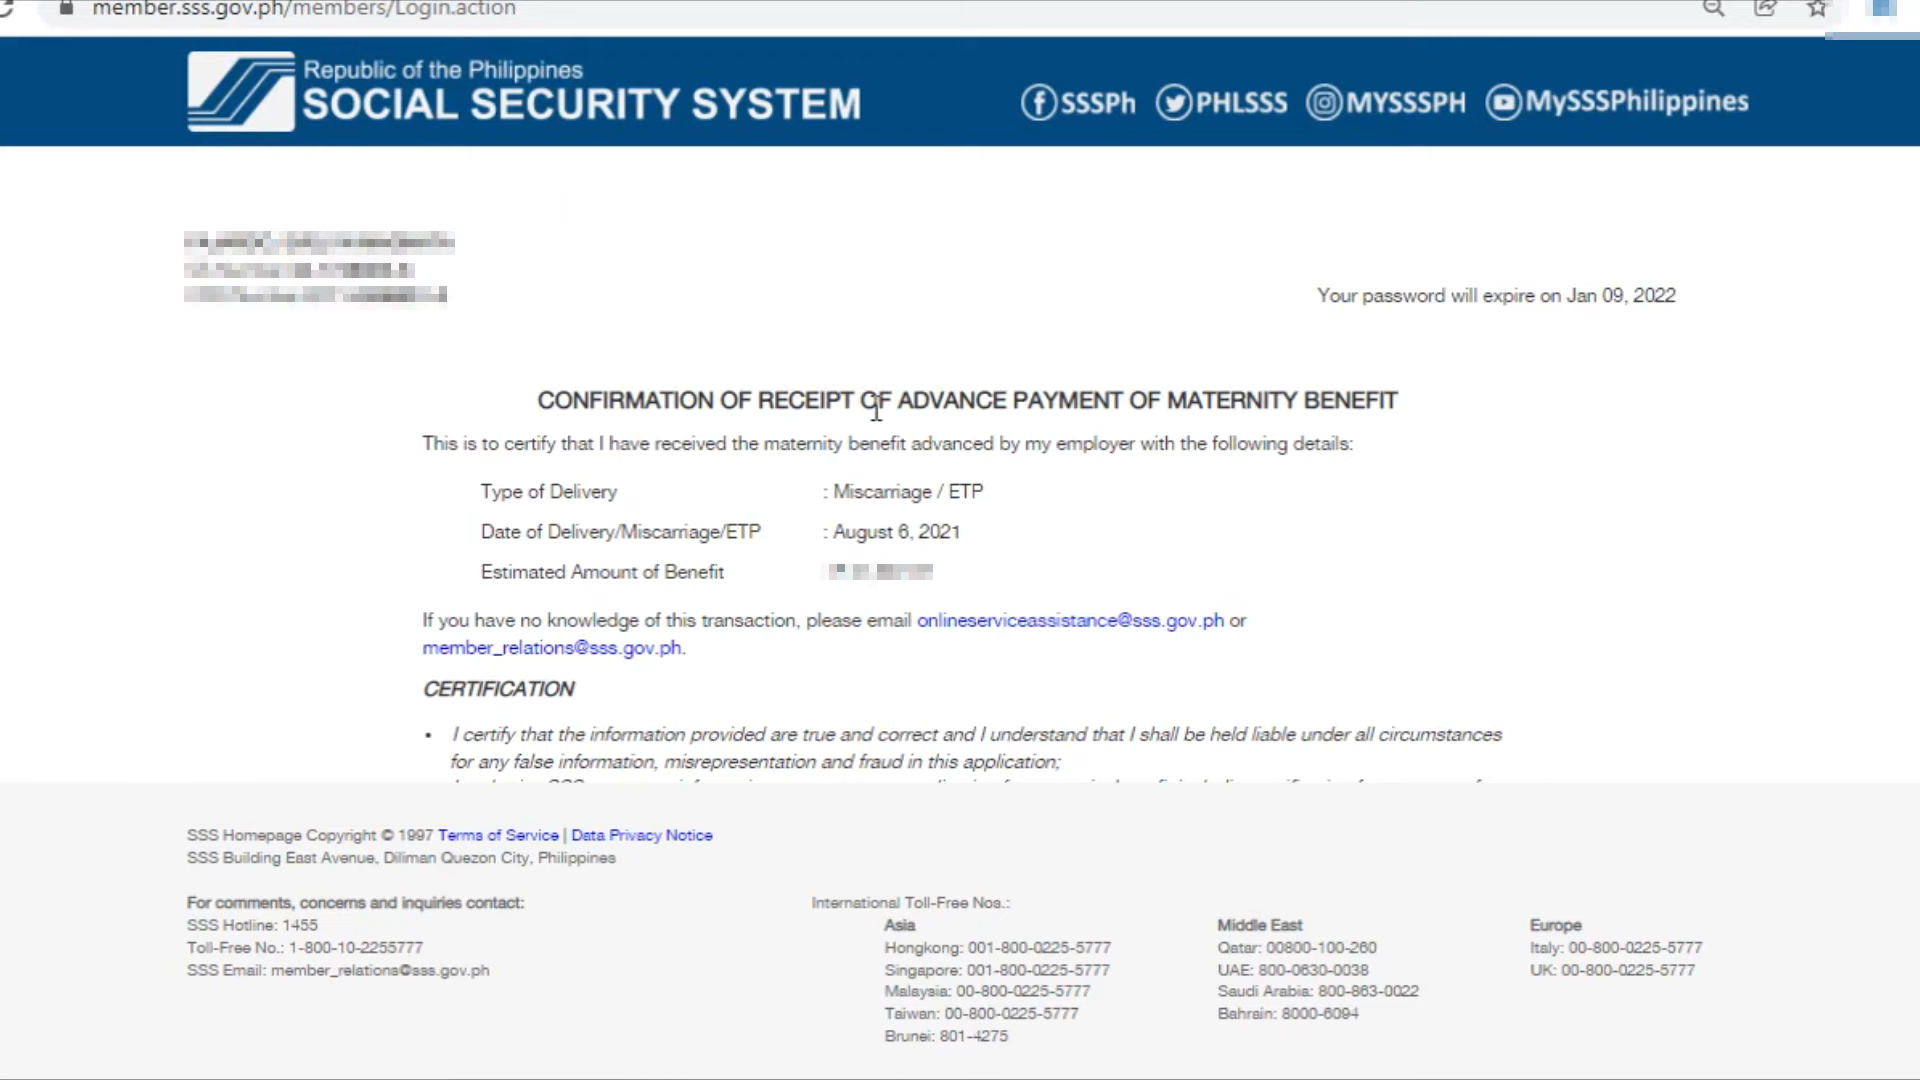 member.sss.gov.ph/members/Login.action
Republic of the Philippines
SOCIAL SECURITY SYSTEM
SSSPh PHLSSS MYSSSPH MySSSPhilippines
Your password will expire on Jan 09, 2022
CONFIRMATION OF RECEIPT OF ADVANCE PAYMENT OF MATERNITY BENEFIT
This is to certify that I have received the maternity benefit advanced by my employer with the following details:
Type of Delivery : Miscarriage / ETP
Date of Delivery/Miscarriage/ETP : August 6, 2021
Estimated Amount of Benefit :
If you have no knowledge of this transaction, please email onlineserviceassistance@sss.gov.ph or
member_relations@sss.gov.ph.
CERTIFICATION
• I certify that the information provided are true and correct and I understand that I shall be held liable under all circumstances
for any false information, misrepresentation and fraud in this application;
SSS Homepage Copyright © 1997 Terms of Service | Data Privacy Notice
SSS Building East Avenue, Diliman Quezon City, Philippines
For comments, concerns and inquiries contact:
SSS Hotline: 1455
Toll-Free No.: 1-800-10-2255777
SSS Email: member_relations@sss.gov.ph
International Toll-Free Nos.:
Asia
Hongkong: 001-800-0225-5777
Singapore: 001-800-0225-5777
Malaysia: 00-800-0225-5777
Taiwan: 00-800-0225-5777
Brunei: 801-4275
Middle East
Qatar: 00800-100-260
UAE: 800-0630-0038
Saudi Arabia: 800-863-0022
Bahrain: 8000-6094
Europe
Italy: 00-800-0225-5777
UK: 00-800-0225-5777